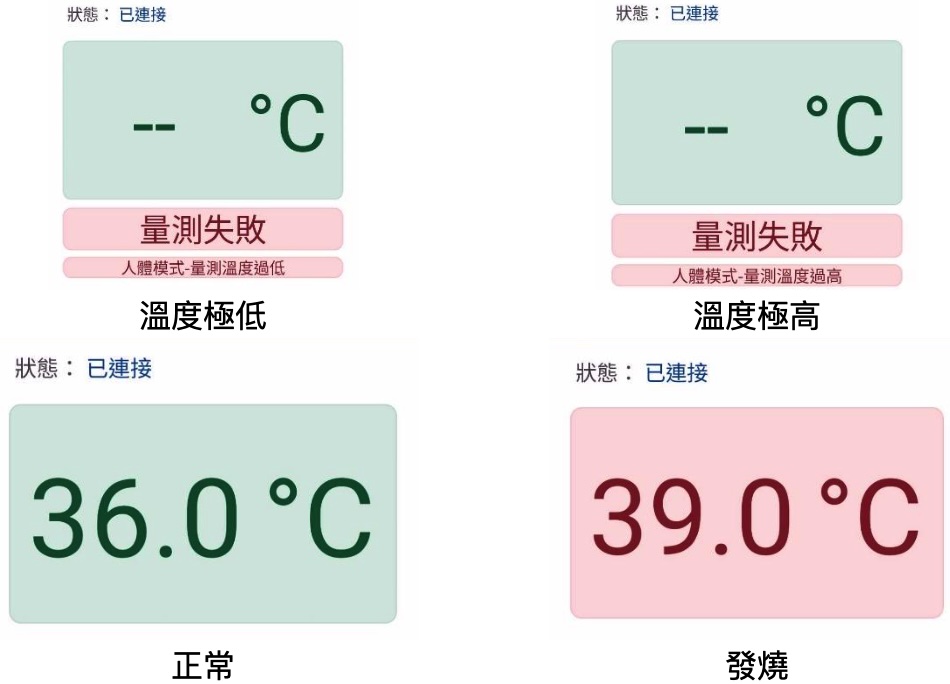 狀態： 已連接
-- °C
量測失敗
人體模式-量測溫度過低
溫度極低
狀態： 已連接
-- °C
量測失敗
人體模式-量測溫度過高
溫度極高
狀態： 已連接
36.0 °C
正常
狀態： 已連接
39.0 °C
發燒